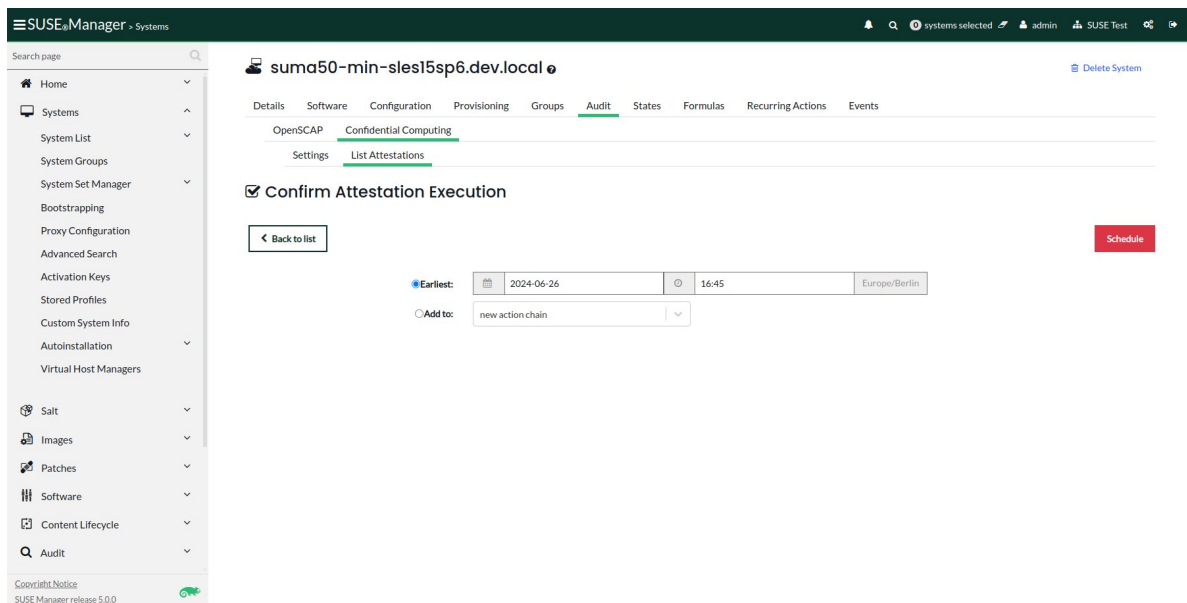 SUSE®Manager > Systems
0 systems selected admin SUSE Test
Search page
Home
Systems
System List
System Groups
System Set Manager
Bootstrapping
Proxy Configuration
Advanced Search
Activation Keys
Stored Profiles
Custom System Info
Autoinstallation
Virtual Host Managers
Salt
Images
Patches
Software
Content Lifecycle
Audit
Copyright Notice
SUSE Manager release 5.0.0
suma50-min-sles15sp6.dev.local
Delete System
Details Software Configuration Provisioning Groups Audit States Formulas Recurring Actions Events
OpenSCAP Confidential Computing
Settings List Attestations
Confirm Attestation Execution
Back to list
Schedule
Earliest: 2024-06-26 16:45 Europe/Berlin
Add to: new action chain